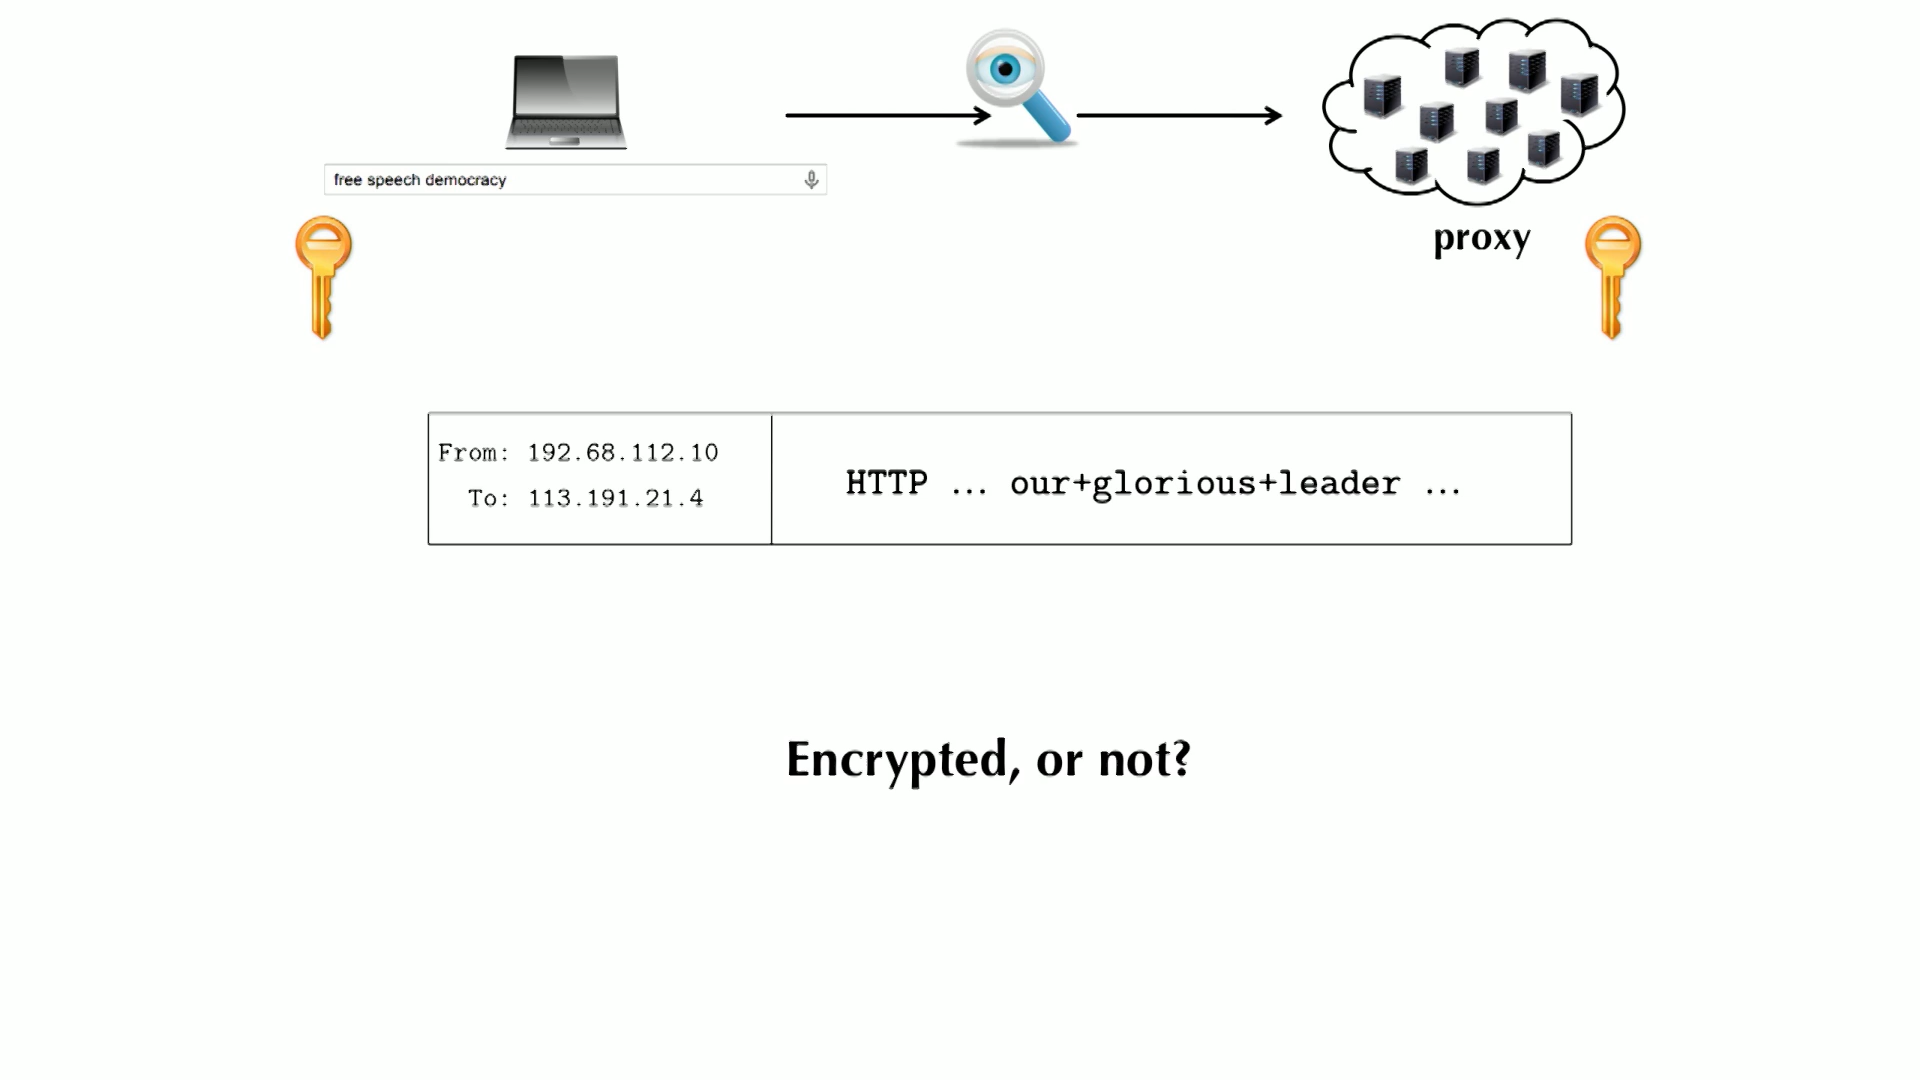 free speech democracy
proxy
From: 192.68.112.10
To: 113.191.21.4
HTTP ... our+glorious+leader ...
Encrypted, or not?